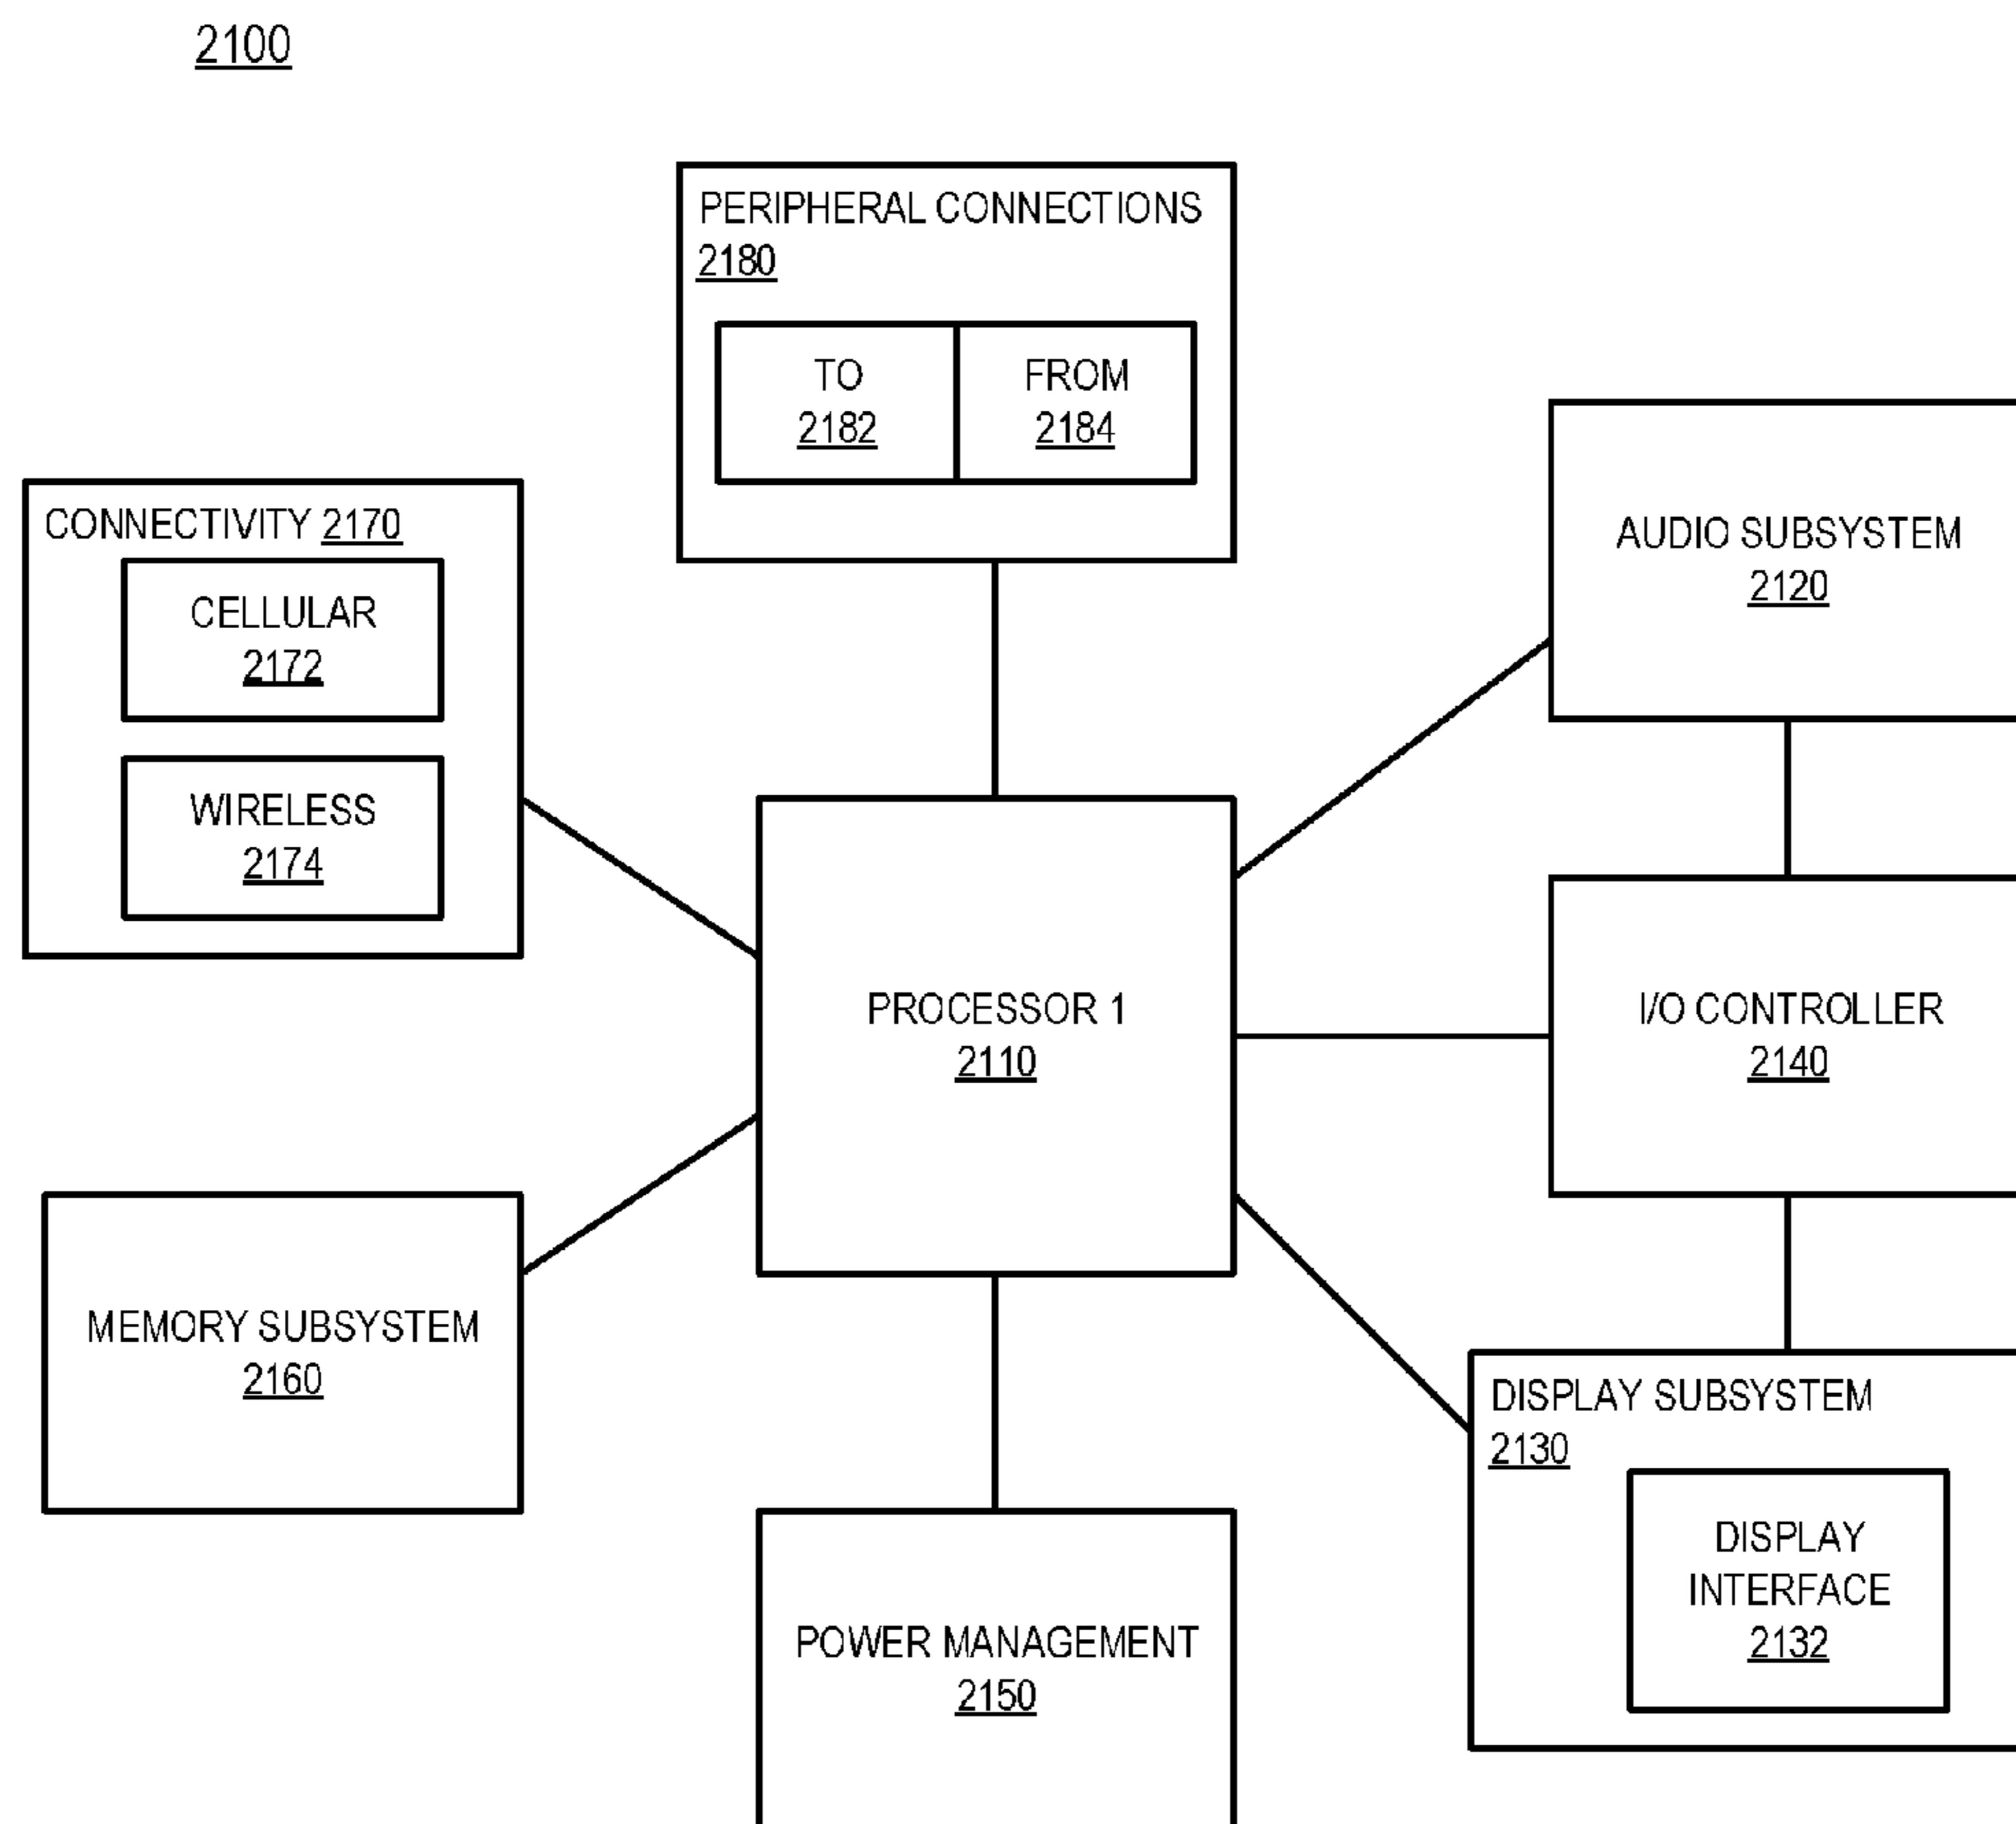 2100
PERIPHERAL CONNECTIONS
2180
TO
2182
FROM
2184
CONNECTIVITY 2170
CELLULAR
2172
WIRELESS
2174
AUDIO SUBSYSTEM
2120
PROCESSOR 1
2110
I/O CONTROLLER
2140
MEMORY SUBSYSTEM
2160
DISPLAY SUBSYSTEM
2130
DISPLAY
INTERFACE
2132
POWER MANAGEMENT
2150